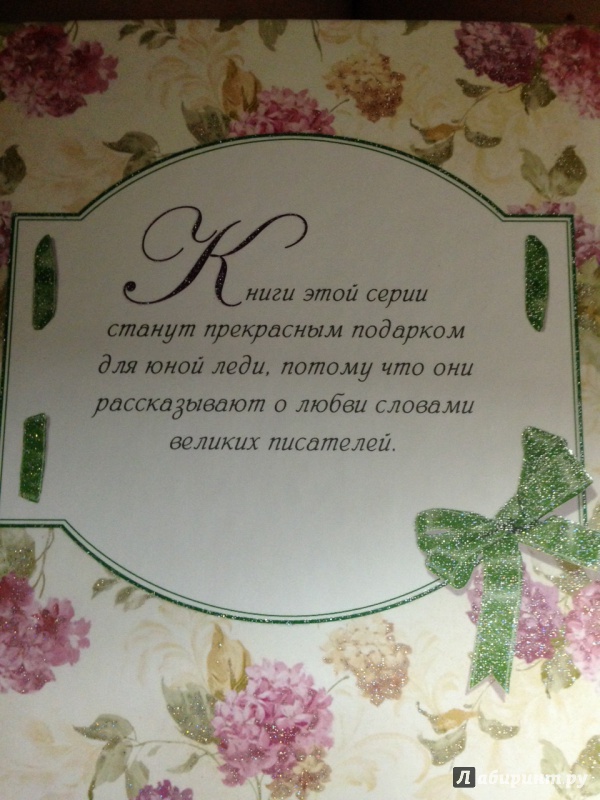 Книги этой серии
станут прекрасным подарком
для юной леди, потому что они
рассказывают о любви словами
великих писателей.
Лабиринт.ру